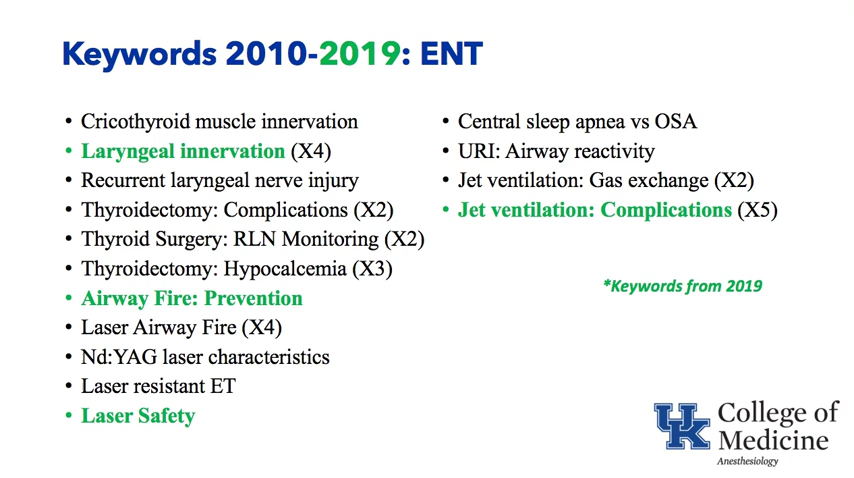 Keywords 2010-2019: ENT
• Cricothyroid muscle innervation
• Laryngeal innervation (X4)
• Recurrent laryngeal nerve injury
• Thyroidectomy: Complications (X2)
• Thyroid Surgery: RLN Monitoring (X2)
• Thyroidectomy: Hypocalcemia (X3)
• Airway Fire: Prevention
• Laser Airway Fire (X4)
• Nd:YAG laser characteristics
• Laser resistant ET
• Laser Safety
• Central sleep apnea vs OSA
• URI: Airway reactivity
• Jet ventilation: Gas exchange (X2)
• Jet ventilation: Complications (X5)
*Keywords from 2019
UK
College of
Medicine
Anesthesiology